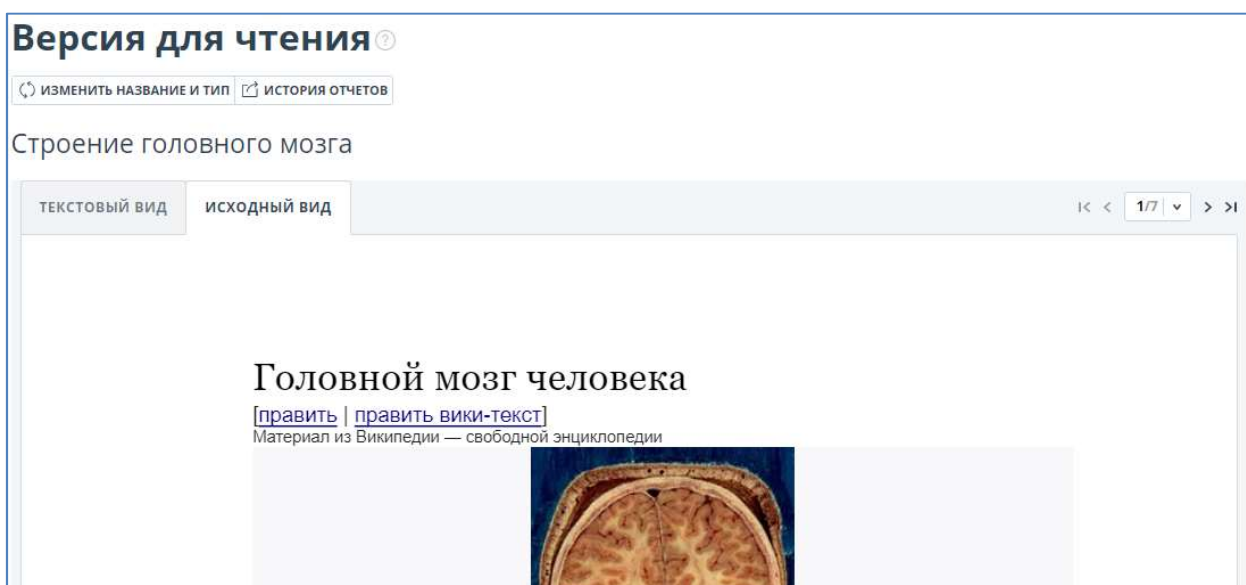 Версия для чтения ?
ИЗМЕНИТЬ НАЗВАНИЕ И ТИП ИСТОРИЯ ОТЧЕТОВ
Строение головного мозга
ТЕКСТОВЫЙ ВИД ИСХОДНЫЙ ВИД 1/7
Головной мозг человека
[править | править вики-текст]
Материал из Википедии — свободной энциклопедии